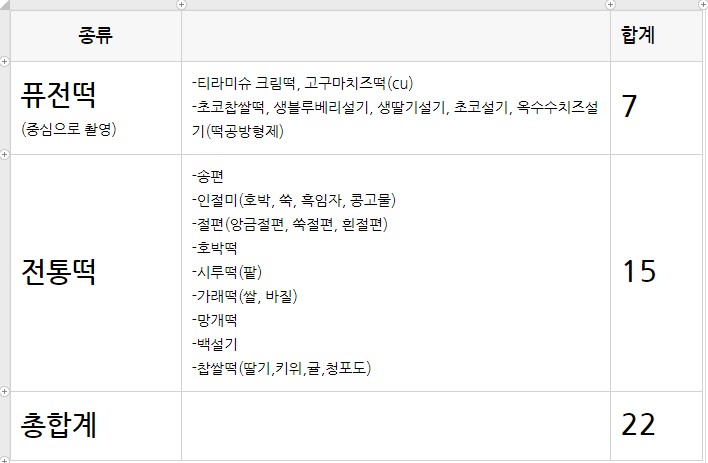 종류
합계
퓨전떡
(중심으로 촬영)
-티라미슈 크림떡, 고구마치즈떡(cu)
-초코찹쌀떡, 생블루베리설기, 생딸기설기, 초코설기, 옥수수치즈설
기(떡공방형제)
7
전통떡
-송편
-인절미(호박, 쑥, 흑임자, 콩고물)
-절편(앙금절편, 쑥절편, 흰절편)
-호박떡
-시루떡(팥)
-가래떡(쌀, 바질)
-망개떡
-백설기
-찹쌀떡(딸기,키위,귤,청포도)
15
총합계
22